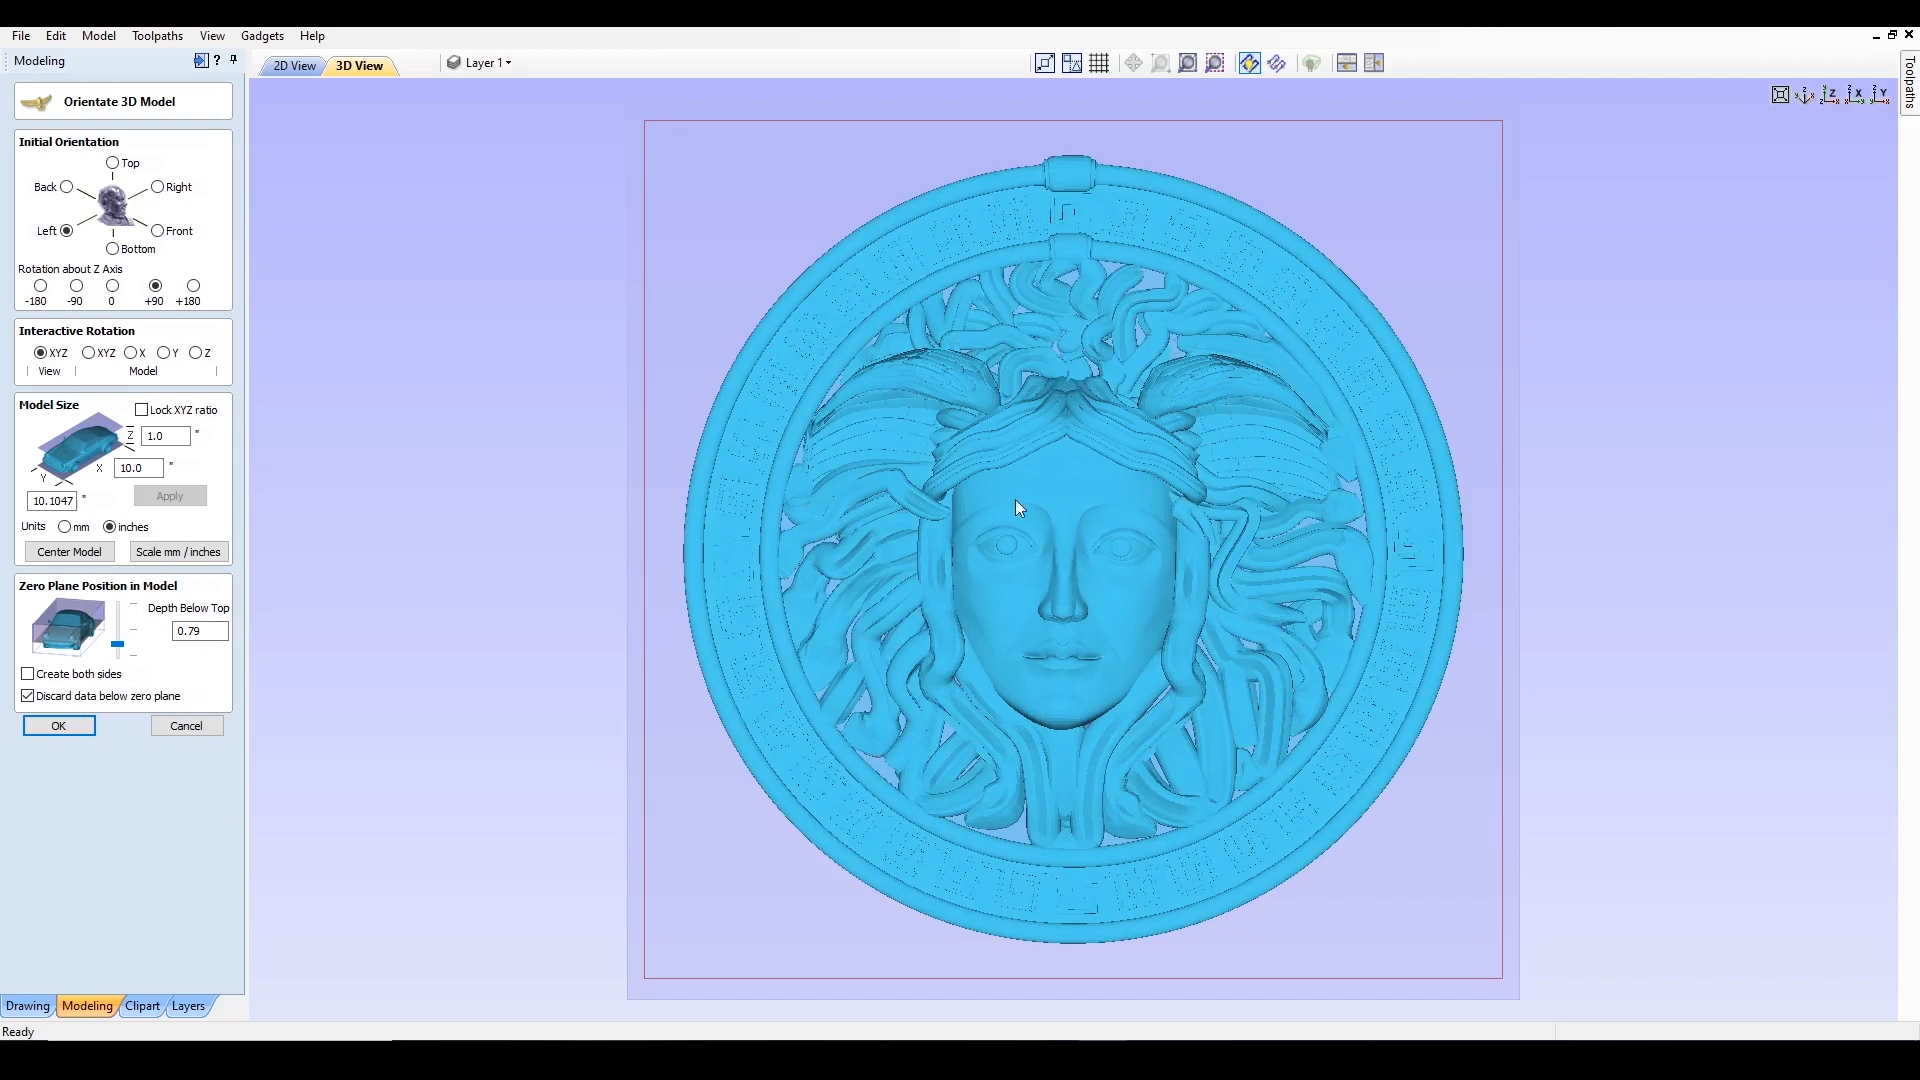 File Edit Model Toolpaths View Gadgets Help
Modeling ?
2D View 3D View Layer 1
Toolpaths
Z X Y
Orientate 3D Model
Initial Orientation
Top
Back Right
Left Front
Bottom
Rotation about Z Axis
-180 -90 0 +90 +180
Interactive Rotation
XYZ XYZ X Y Z
View Model
Model Size
Lock XYZ ratio
Z 1.0 "
X 10.0 "
Y
10.1047 " Apply
Units mm inches
Center Model Scale mm / inches
Zero Plane Position in Model
Depth Below Top
0.79
Create both sides
Discard data below zero plane
OK Cancel
Drawing Modeling Clipart Layers
Ready